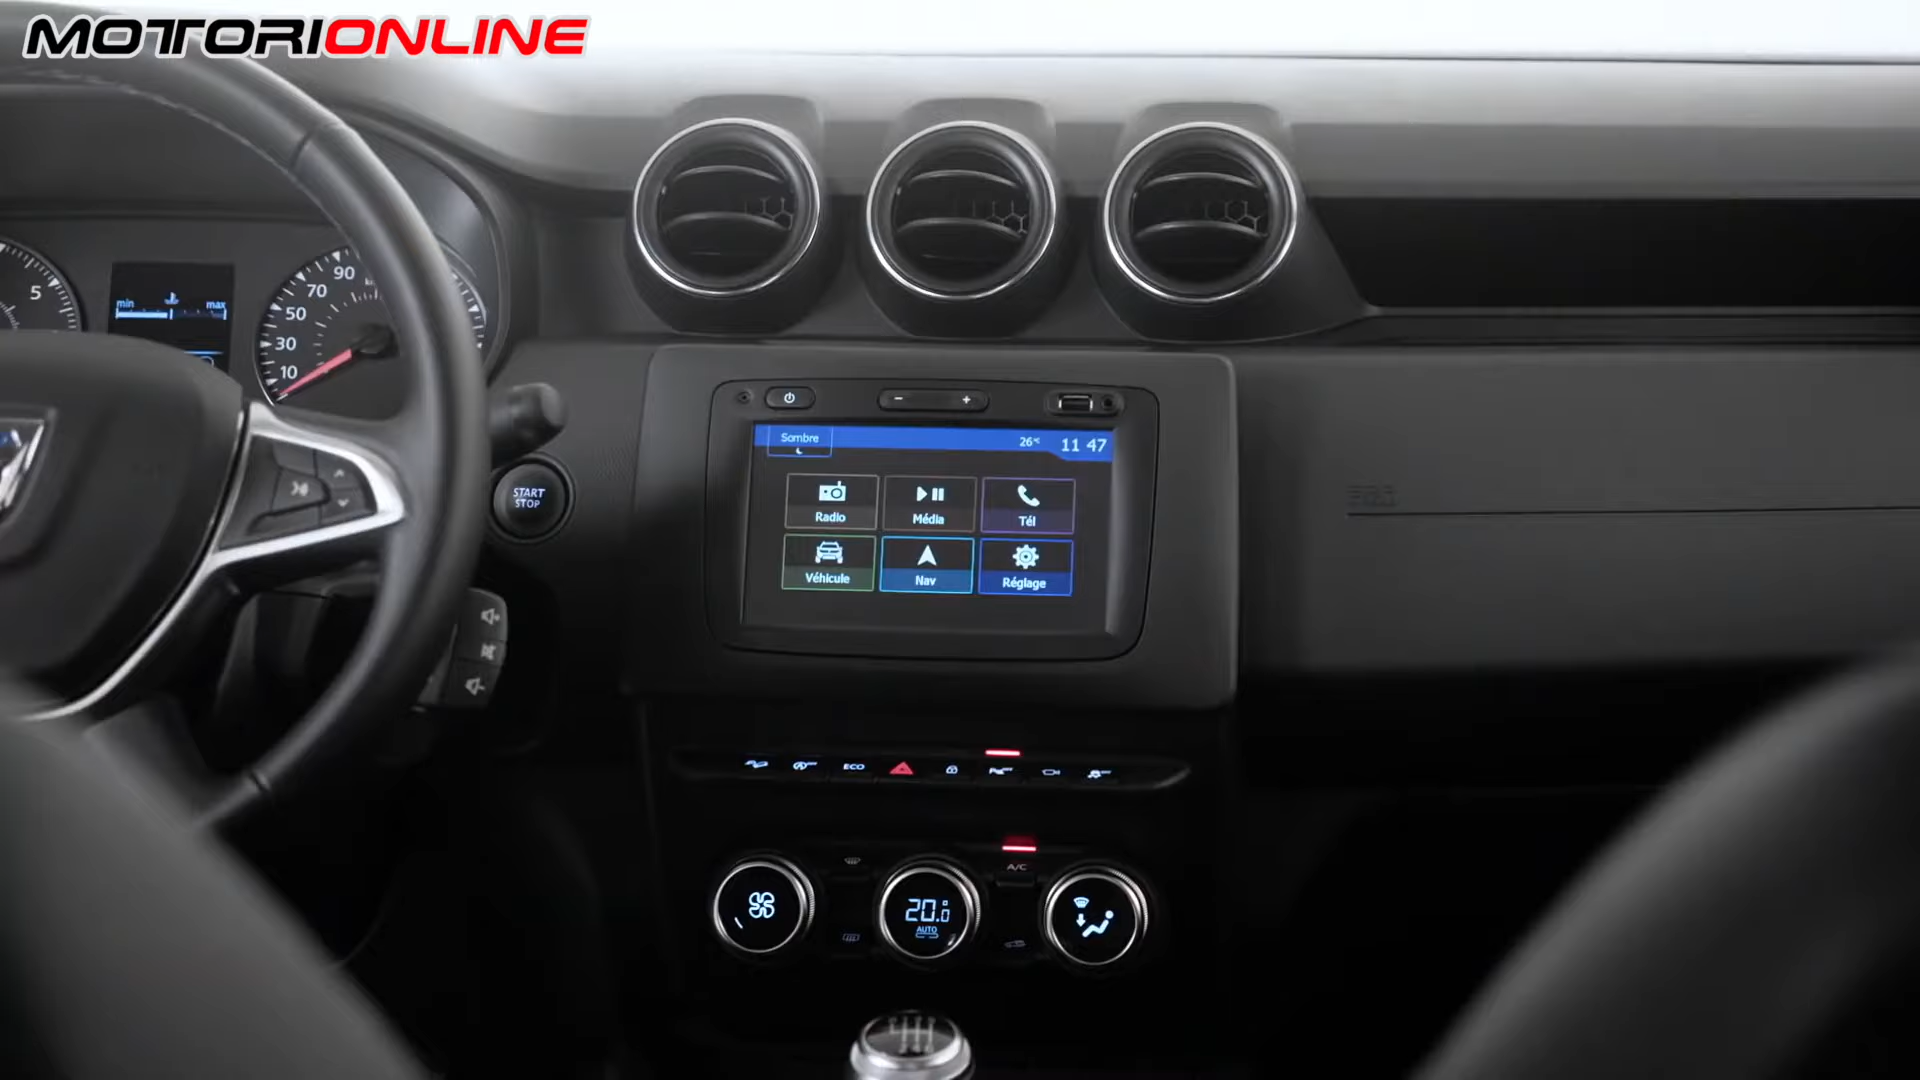 MOTORIONLINE
5
min
max
90
70
50
30
10
START
STOP
Sombre
26°C
11 47
Radio
Média
Tél
Véhicule
Nav
Réglage
ECO
A/C
20.0
AUTO